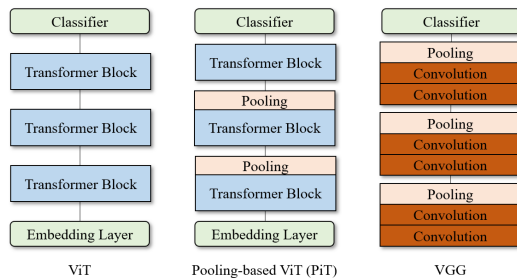 Classifier
Transformer Block
Transformer Block
Transformer Block
Embedding Layer
ViT
Classifier
Transformer Block
Pooling
Transformer Block
Pooling
Transformer Block
Embedding Layer
Pooling-based ViT (PiT)
Classifier
Pooling
Convolution
Convolution
Pooling
Convolution
Convolution
Pooling
Convolution
Convolution
VGG